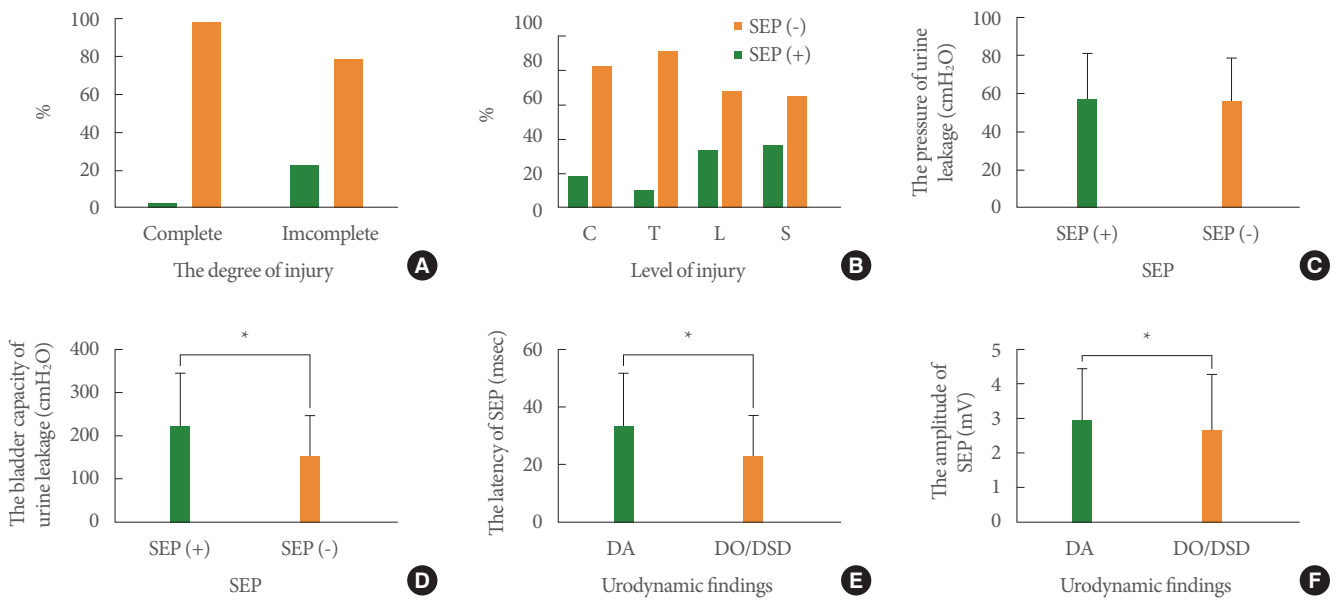 100
80
60
40
20
0
%
Complete
Imcomplete
The degree of injury
A
100
80
60
40
20
0
%
SEP (-)
SEP (+)
C
T
L
S
Level of injury
B
100
80
60
40
20
0
The pressure of urine
leakage (cmH₂O)
SEP (+)
SEP (-)
SEP
C
400
300
200
100
0
The bladder capacity of
urine leakage (cmH₂O)
*
SEP (+)
SEP (-)
SEP
D
60
40
20
0
The latency of SEP (msec)
*
DA
DO/DSD
Urodynamic findings
E
5
4
3
2
1
0
The amplitude of
SEP (mV)
*
DA
DO/DSD
Urodynamic findings
F